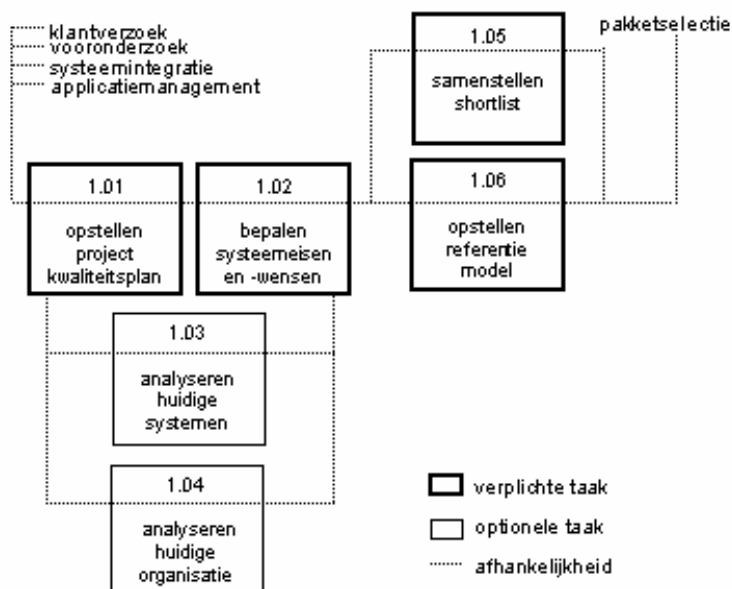 klantverzoek
vooronderzoek
systeemintegratie
applicatiemanagement
pakketselectie
1.05
samenstellen
shortlist
1.01
opstellen
project
kwaliteitsplan
1.02
bepalen
systeemeisen
en -wensen
1.06
opstellen
referentie
model
1.03
analyseren
huidige
systemen
1.04
analyseren
huidige
organisatie
verplichte taak
optionele taak
afhankelijkheid